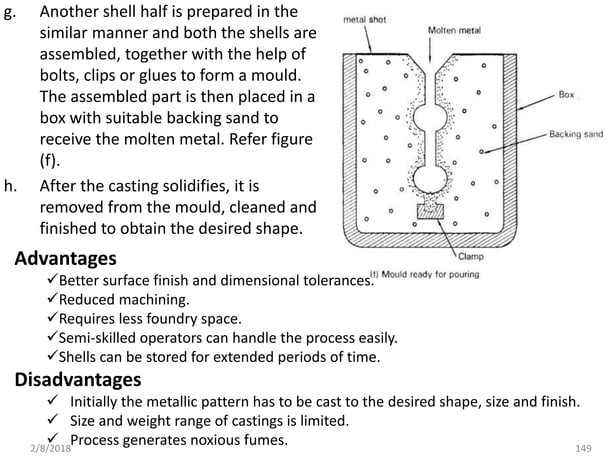 g. Another shell half is prepared in the
similar manner and both the shells are
assembled, together with the help of
bolts, clips or glues to form a mould.
The assembled part is then placed in a
box with suitable backing sand to
receive the molten metal. Refer figure
(f).
h. After the casting solidifies, it is
removed from the mould, cleaned and
finished to obtain the desired shape.
metal shot
Molten metal
Box
Backing sand
Clamp
(f) Mould ready for pouring
Advantages
✓Better surface finish and dimensional tolerances.
✓Reduced machining.
✓Requires less foundry space.
✓Semi-skilled operators can handle the process easily.
✓Shells can be stored for extended periods of time.
Disadvantages
✓ Initially the metallic pattern has to be cast to the desired shape, size and finish.
✓ Size and weight range of castings is limited.
✓ Process generates noxious fumes.
2/8/2018
149